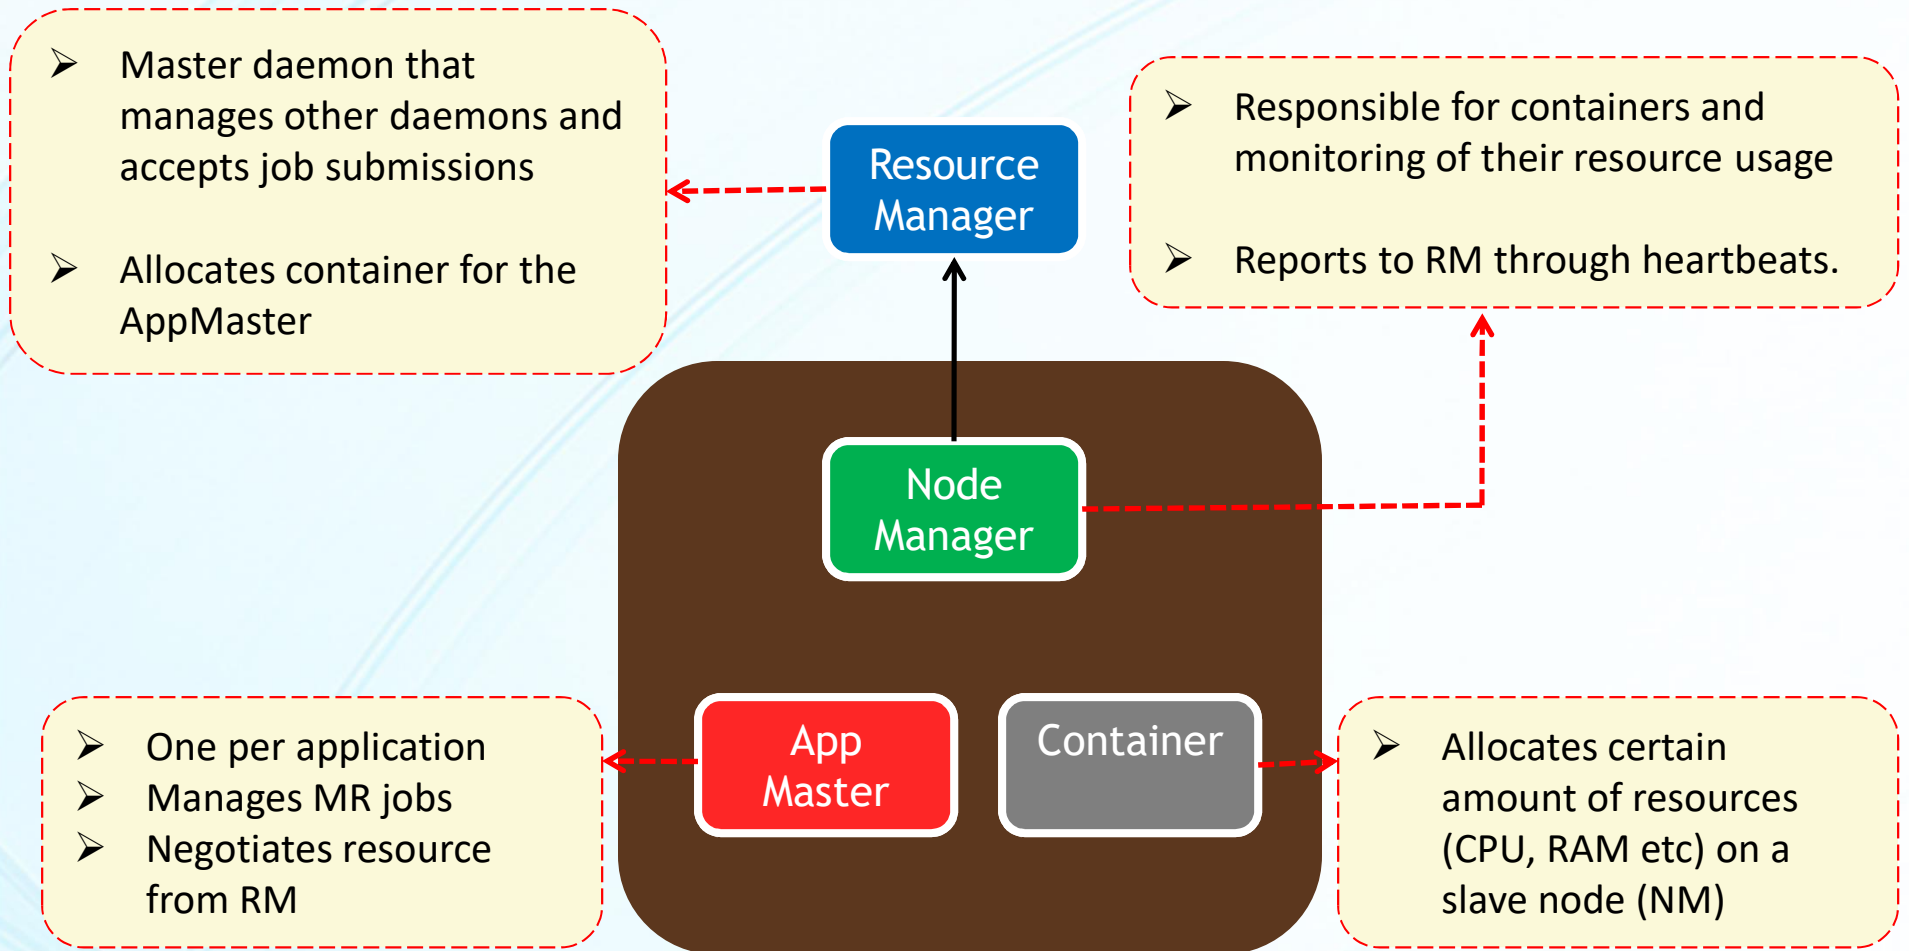 ➢ Master daemon that
manages other daemons and
accepts job submissions
➢ Allocates container for the
AppMaster
Resource
Manager
➢ Responsible for containers and
monitoring of their resource usage
➢ Reports to RM through heartbeats.
Node
Manager
➢ One per application
➢ Manages MR jobs
➢ Negotiates resource
from RM
App
Master
Container
➢ Allocates certain
amount of resources
(CPU, RAM etc) on a
slave node (NM)